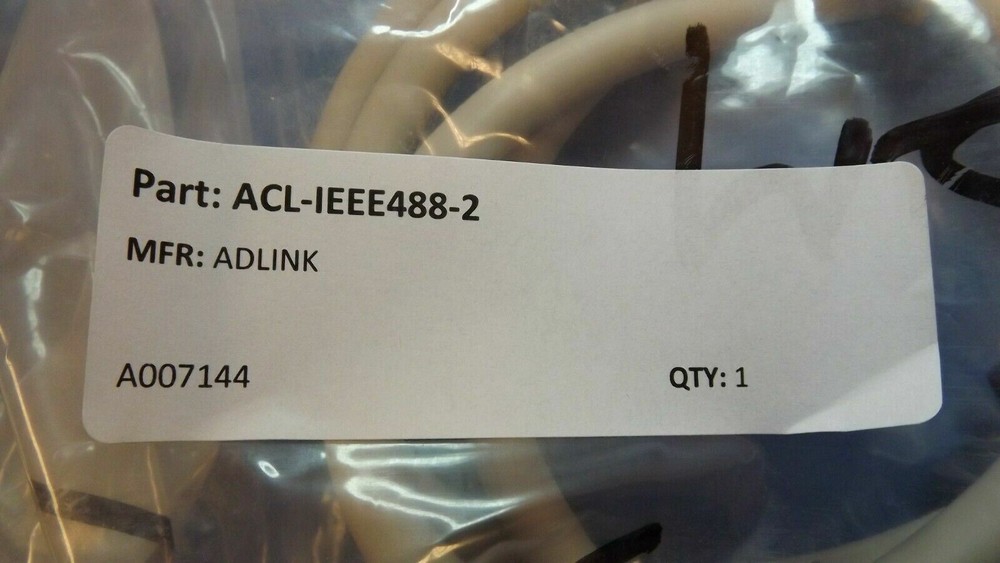 Part: ACL-IEEE488-2
MFR: ADLINK
A007144
QTY: 1